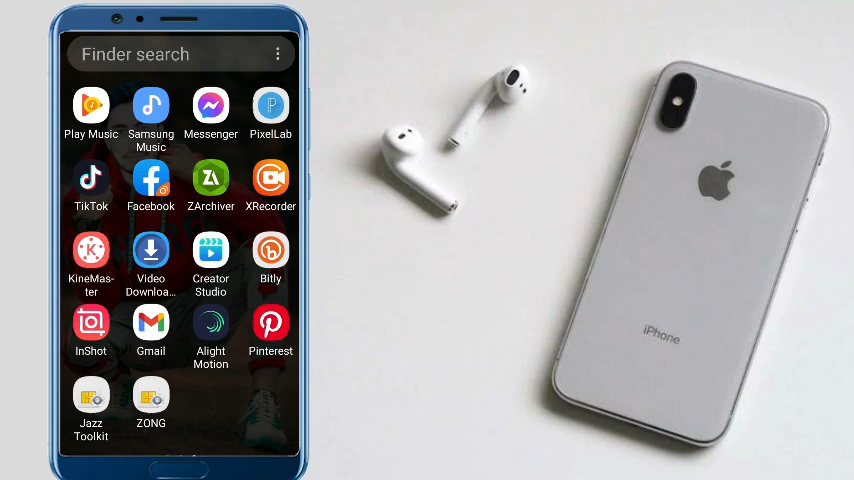 Finder search
Play Music
Samsung
Music
Messenger
PixelLab
TikTok
Facebook
ZArchiver
XRecorder
KineMas-
ter
Video
Downloa...
Creator
Studio
Bitly
InShot
Gmail
Alight
Motion
Pinterest
Jazz
Toolkit
ZONG
iPhone